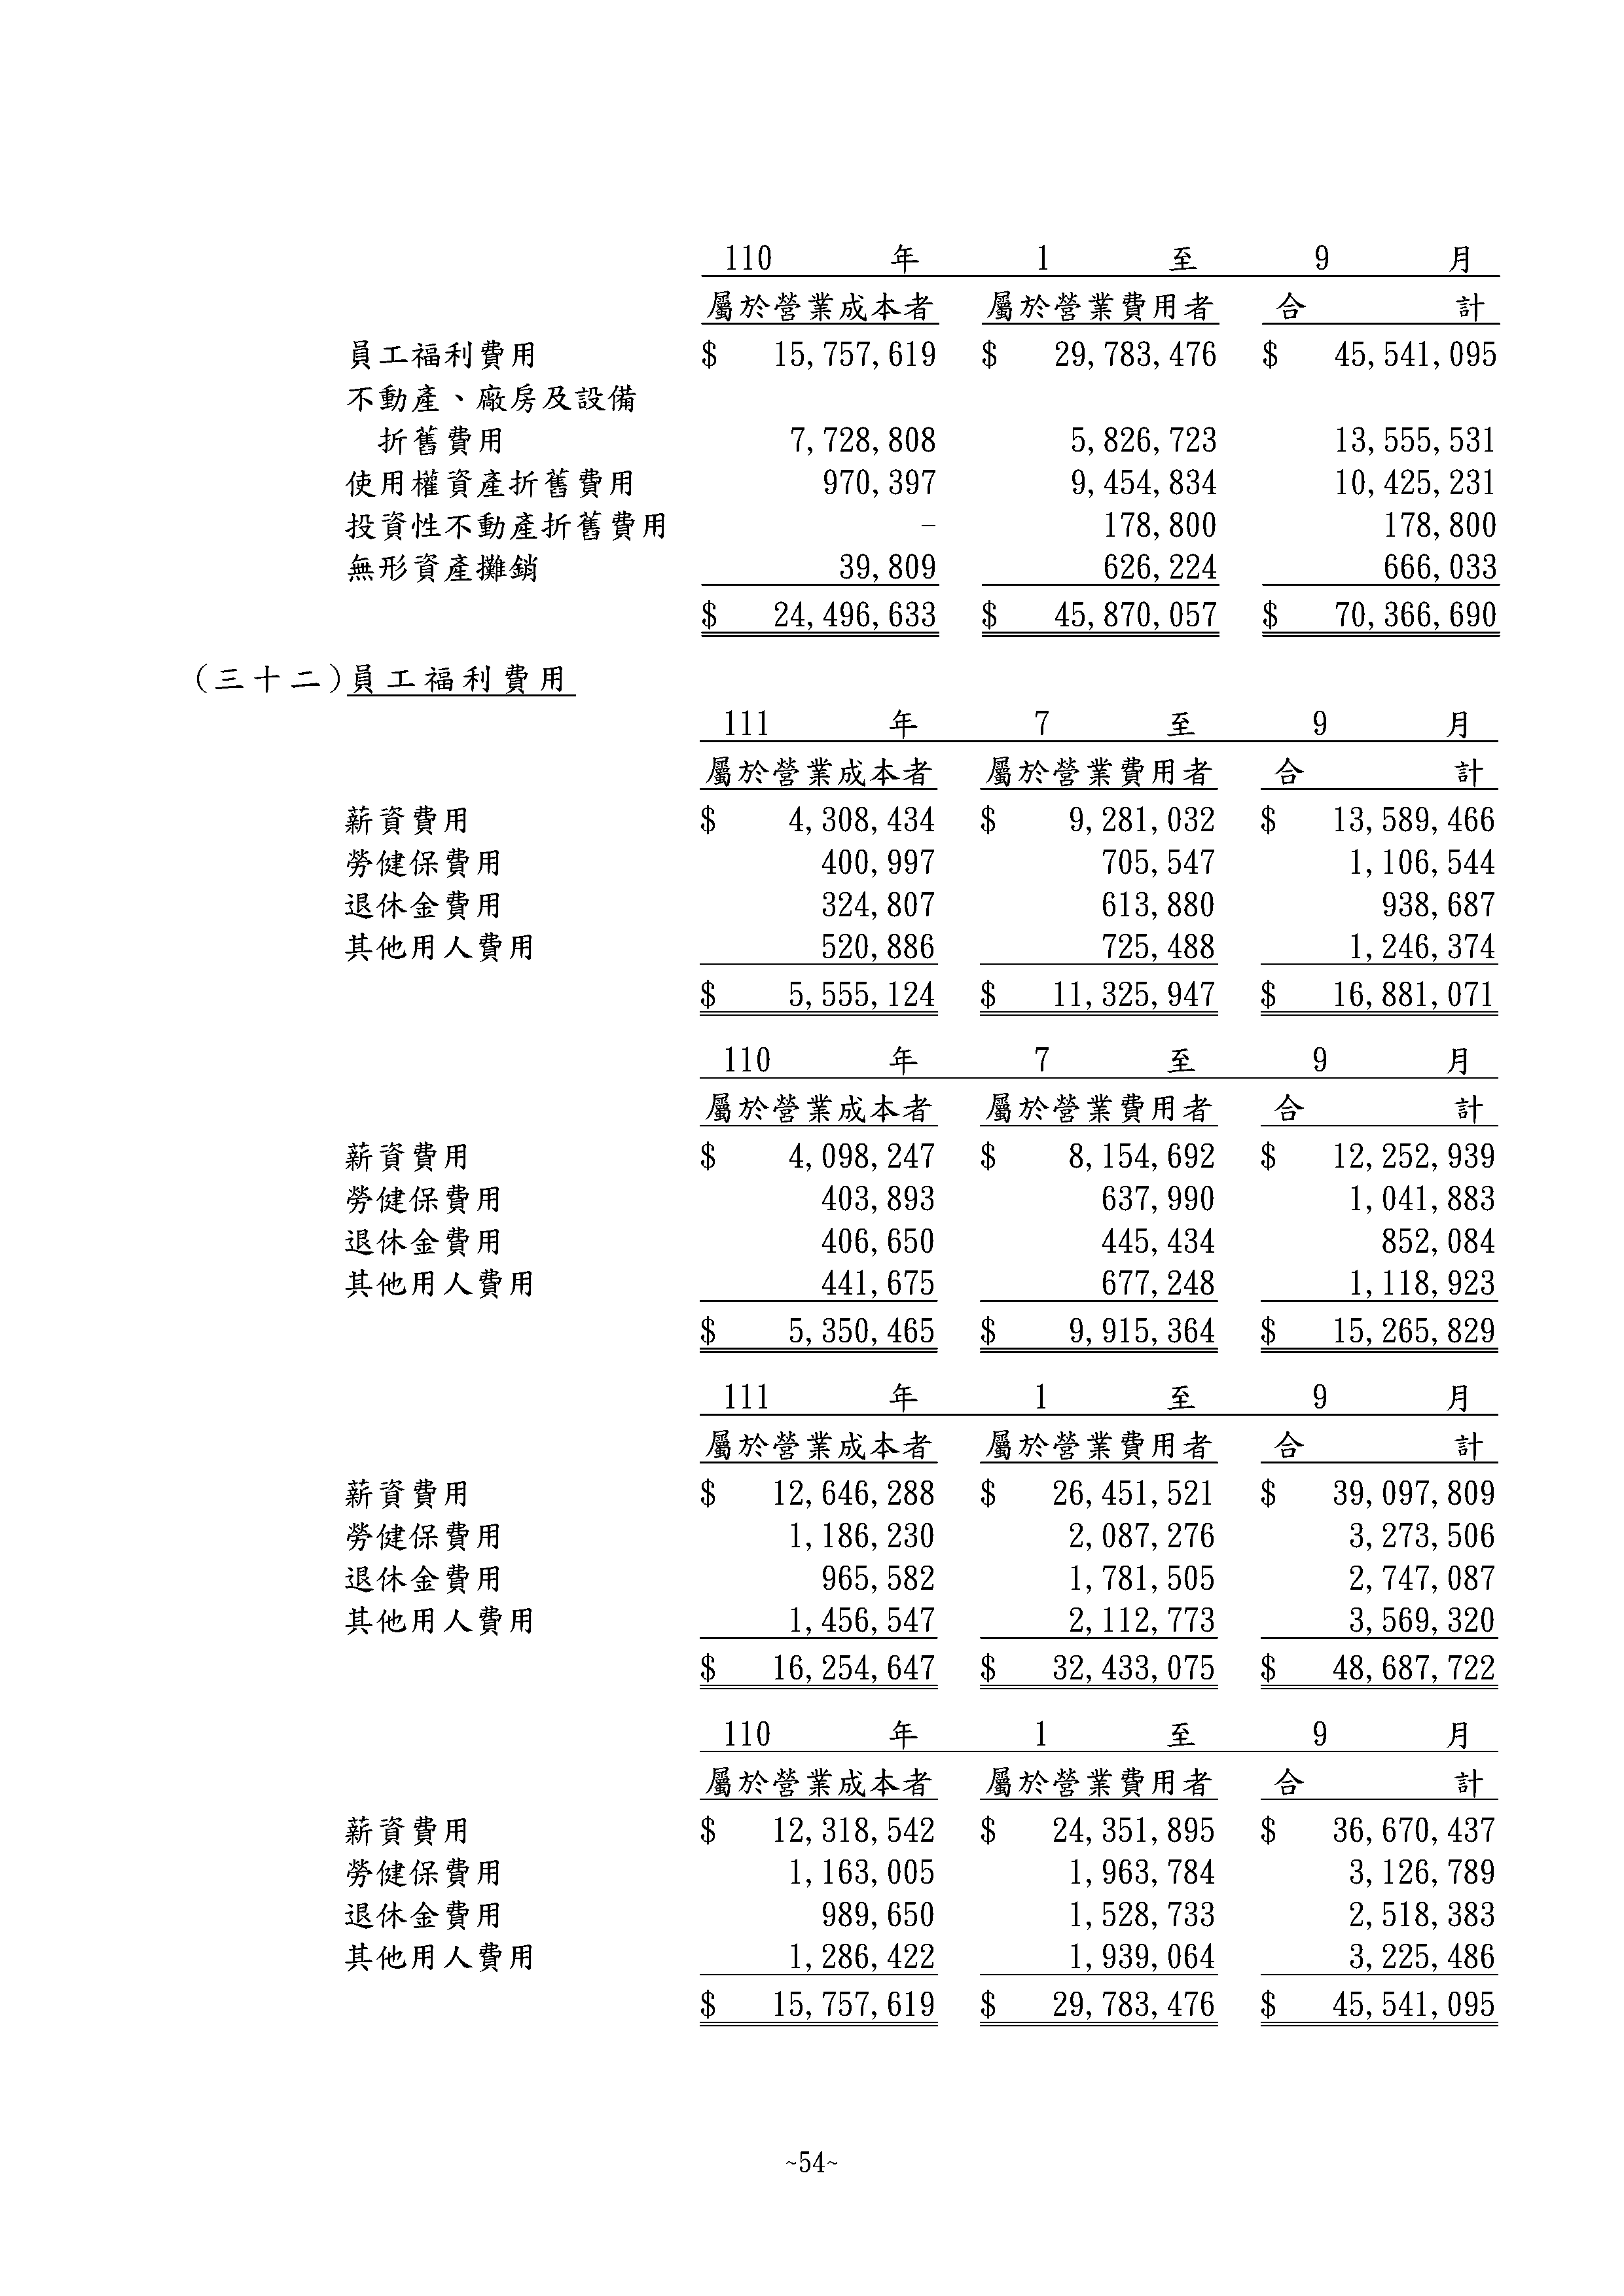 110 年 1 至 9 月
屬於營業成本者 屬於營業費用者 合 計
員工福利費用 $ 15,757,619 $ 29,783,476 $ 45,541,095
不動產、廠房及設備
折舊費用 7,728,808 5,826,723 13,555,531
使用權資產折舊費用 970,397 9,454,834 10,425,231
投資性不動產折舊費用 - 178,800 178,800
無形資產攤銷 39,809 626,224 666,033
$ 24,496,633 $ 45,870,057 $ 70,366,690
(三十二)員工福利費用
111 年 7 至 9 月
屬於營業成本者 屬於營業費用者 合 計
薪資費用 $ 4,308,434 $ 9,281,032 $ 13,589,466
勞健保費用 400,997 705,547 1,106,544
退休金費用 324,807 613,880 938,687
其他用人費用 520,886 725,488 1,246,374
$ 5,555,124 $ 11,325,947 $ 16,881,071
110 年 7 至 9 月
屬於營業成本者 屬於營業費用者 合 計
薪資費用 $ 4,098,247 $ 8,154,692 $ 12,252,939
勞健保費用 403,893 637,990 1,041,883
退休金費用 406,650 445,434 852,084
其他用人費用 441,675 677,248 1,118,923
$ 5,350,465 $ 9,915,364 $ 15,265,829
111 年 1 至 9 月
屬於營業成本者 屬於營業費用者 合 計
薪資費用 $ 12,646,288 $ 26,451,521 $ 39,097,809
勞健保費用 1,186,230 2,087,276 3,273,506
退休金費用 965,582 1,781,505 2,747,087
其他用人費用 1,456,547 2,112,773 3,569,320
$ 16,254,647 $ 32,433,075 $ 48,687,722
110 年 1 至 9 月
屬於營業成本者 屬於營業費用者 合 計
薪資費用 $ 12,318,542 $ 24,351,895 $ 36,670,437
勞健保費用 1,163,005 1,963,784 3,126,789
退休金費用 989,650 1,528,733 2,518,383
其他用人費用 1,286,422 1,939,064 3,225,486
$ 15,757,619 $ 29,783,476 $ 45,541,095
~54~